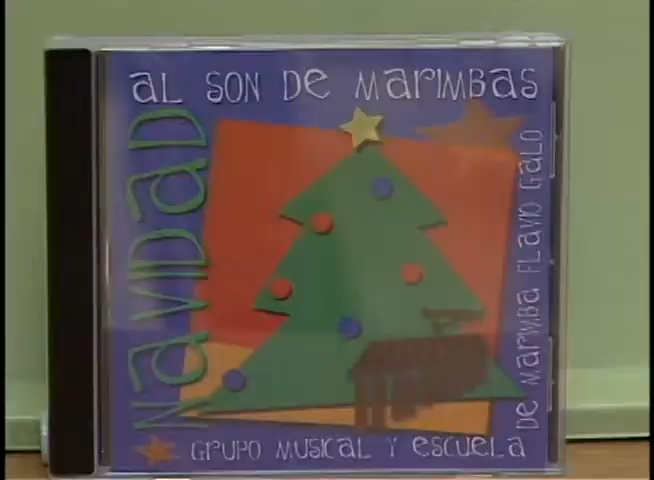 Navidad
al son de marimbas
Grupo musical y escuela
de marimba Flavio Galo